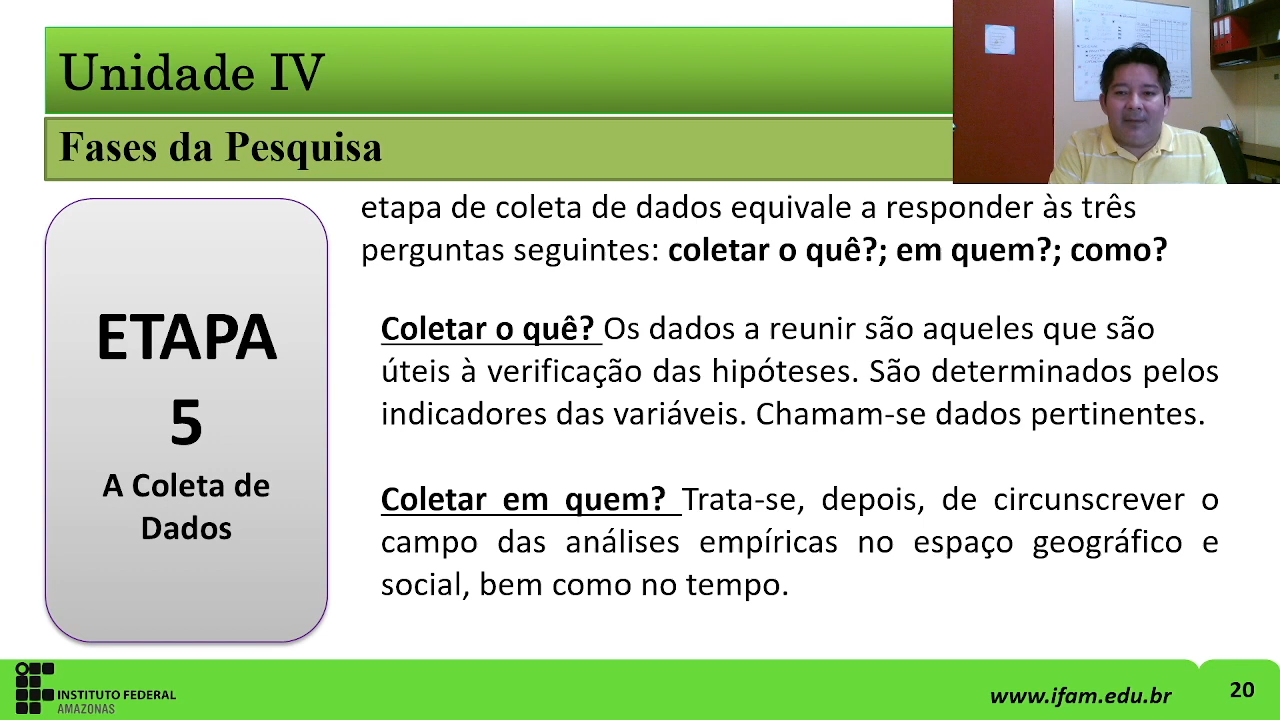 Unidade IV
Fases da Pesquisa
etapa de coleta de dados equivale a responder às três
perguntas seguintes: coletar o quê?; em quem?; como?
ETAPA
5
A Coleta de
Dados
Coletar o quê? Os dados a reunir são aqueles que são
úteis à verificação das hipóteses. São determinados pelos
indicadores das variáveis. Chamam-se dados pertinentes.
Coletar em quem? Trata-se, depois, de circunscrever o
campo das análises empíricas no espaço geográfico e
social, bem como no tempo.
INSTITUTO FEDERAL
AMAZONAS
www.ifam.edu.br
20